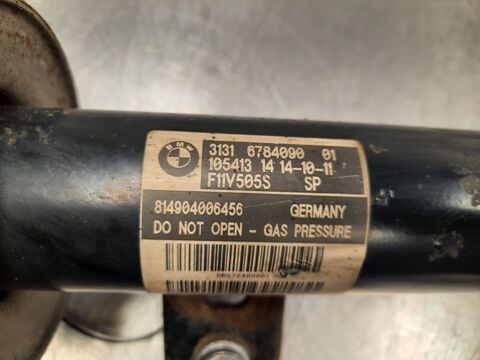 BMW
3131 6784090 01
105413 14 14-10-11
F11V505S SP
814904006456 GERMANY
DO NOT OPEN - GAS PRESSURE